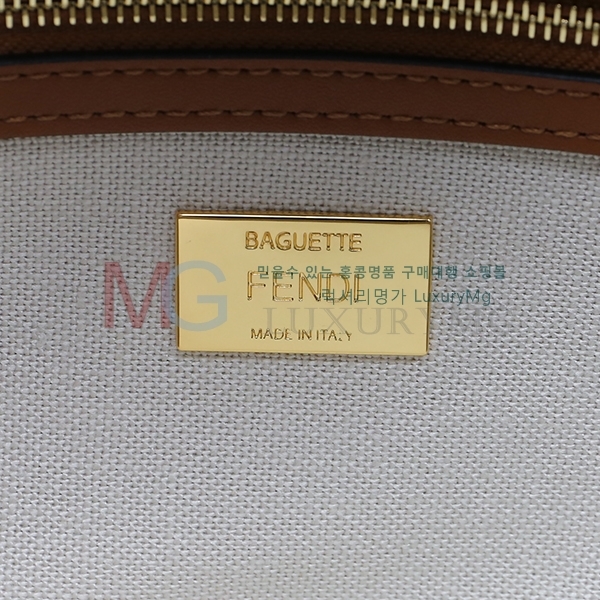 BAGUETTE
믿을수 있는 홍콩명품 구매대행 쇼핑몰
MG FENDI
럭셔리명가 LuxuryMg.
LUXURYMG
MADE IN ITALY